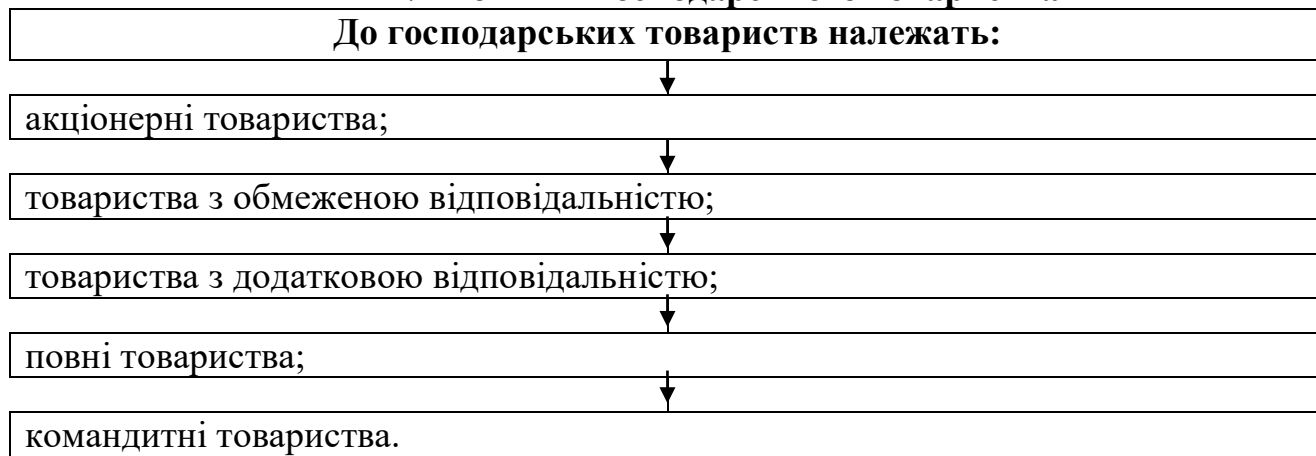 До господарських товариств належать:
акціонерні товариства;
товариства з обмеженою відповідальністю;
товариства з додатковою відповідальністю;
повні товариства;
командитні товариства.